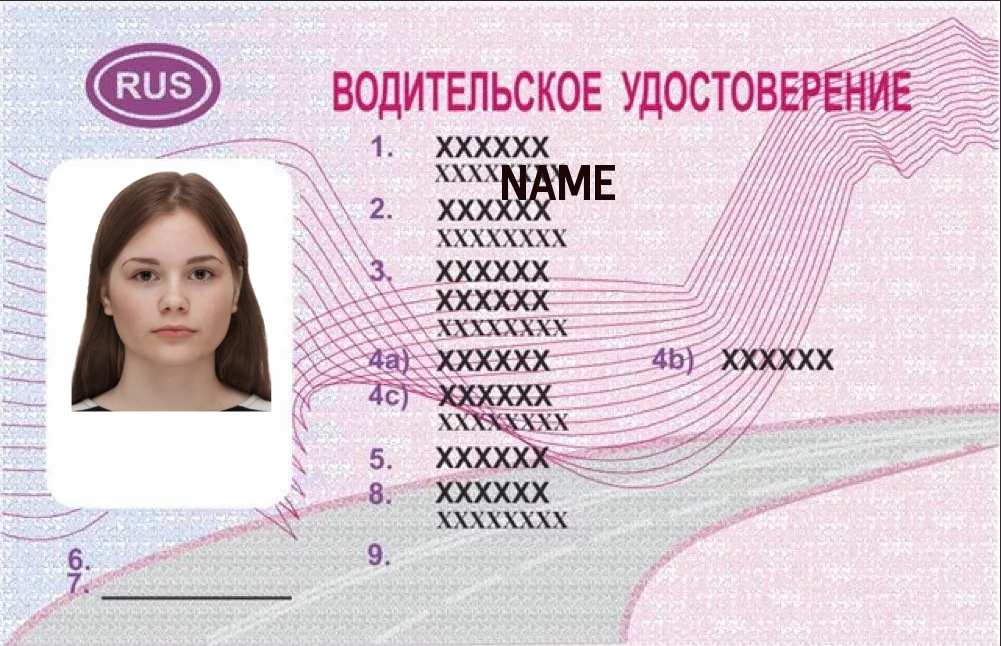 RUS
ВОДИТЕЛЬСКОЕ УДОСТОВЕРЕНИЕ
1. XXXXXX
XXXXXXXX
NAME
2. XXXXXX
XXXXXXXX
3. XXXXXX
XXXXXX
XXXXXXXX
4a) XXXXXX 4b) XXXXXX
4c) XXXXXX
XXXXXXXX
5. XXXXXX
8. XXXXXX
XXXXXXXX
6.
9.
7.